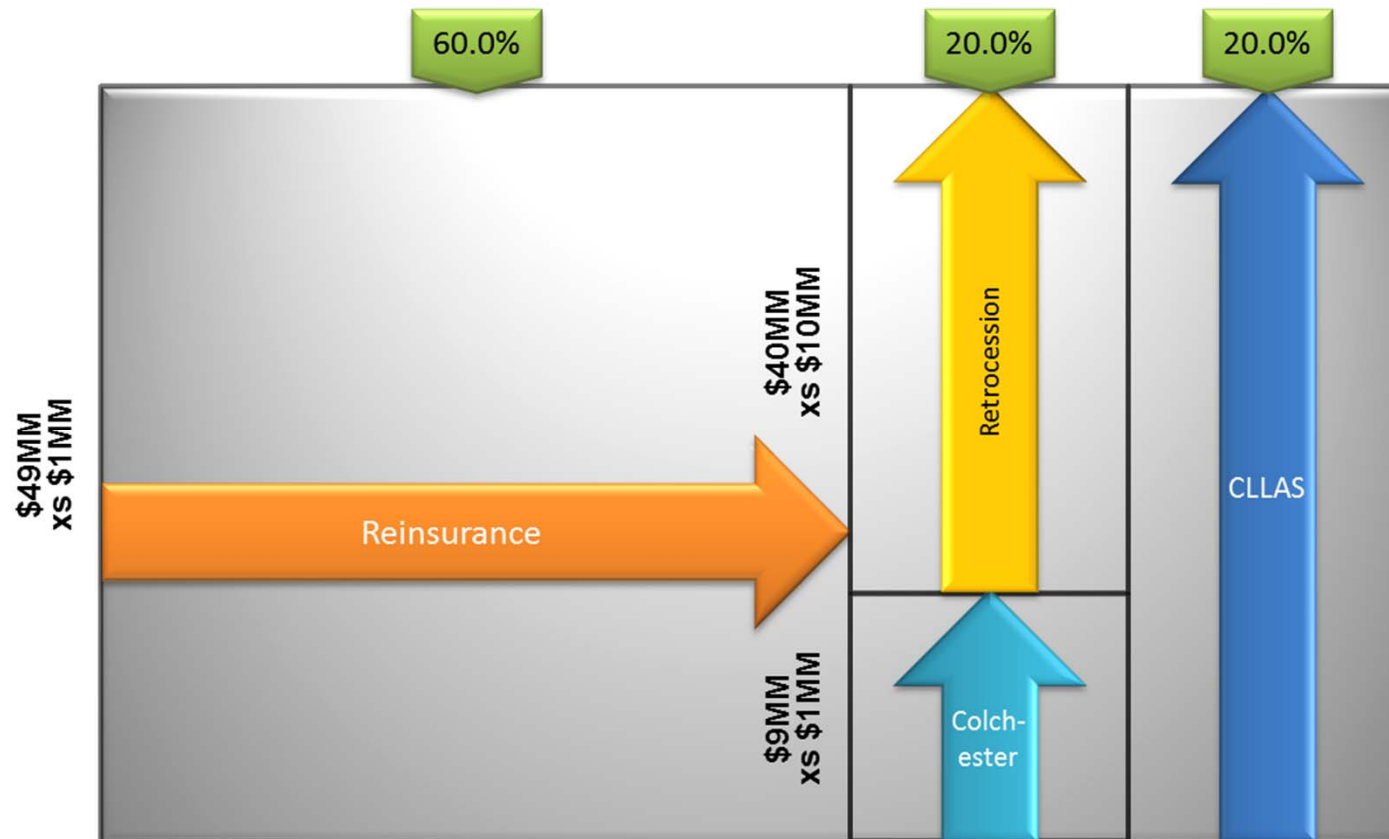 60.0%
20.0%
20.0%
$49MM
xs $1MM
Reinsurance
$40MM
xs $10MM
Retrocession
$9MM
xs $1MM
Colch-
ester
CLLAS